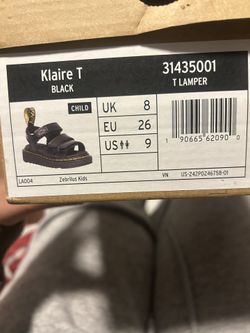 Klaire T
BLACK
CHILD
31435001
T LAMPER
UK 8
EU 26
US 9
1 90665 62090 0
LA004
Zebrilus Kids
VN
US-242P0246758-01